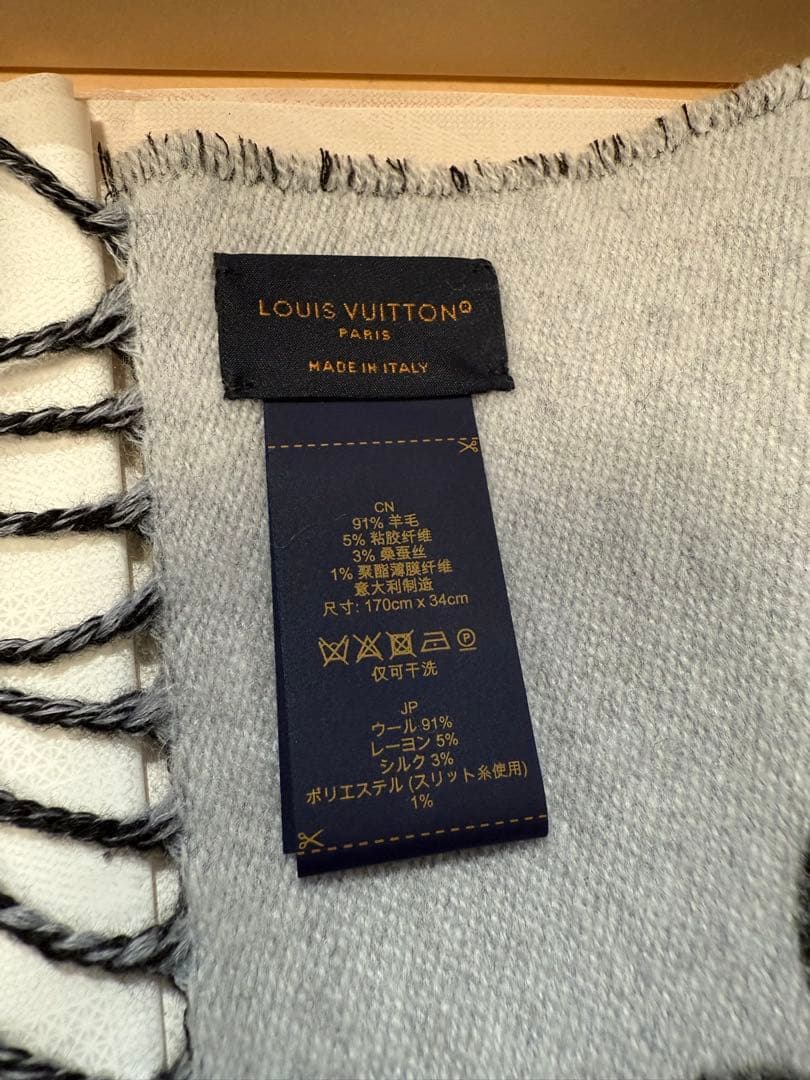 LOUIS VUITTON®
PARIS
MADE IN ITALY
CN
91% 羊毛
5% 粘胶纤维
3% 桑蚕丝
1% 聚酯薄膜纤维
意大利制造
尺寸: 170cm x 34cm
P
仅可干洗
JP
ウール 91%
レーヨン 5%
シルク 3%
ポリエステル (スリット糸使用)
1%